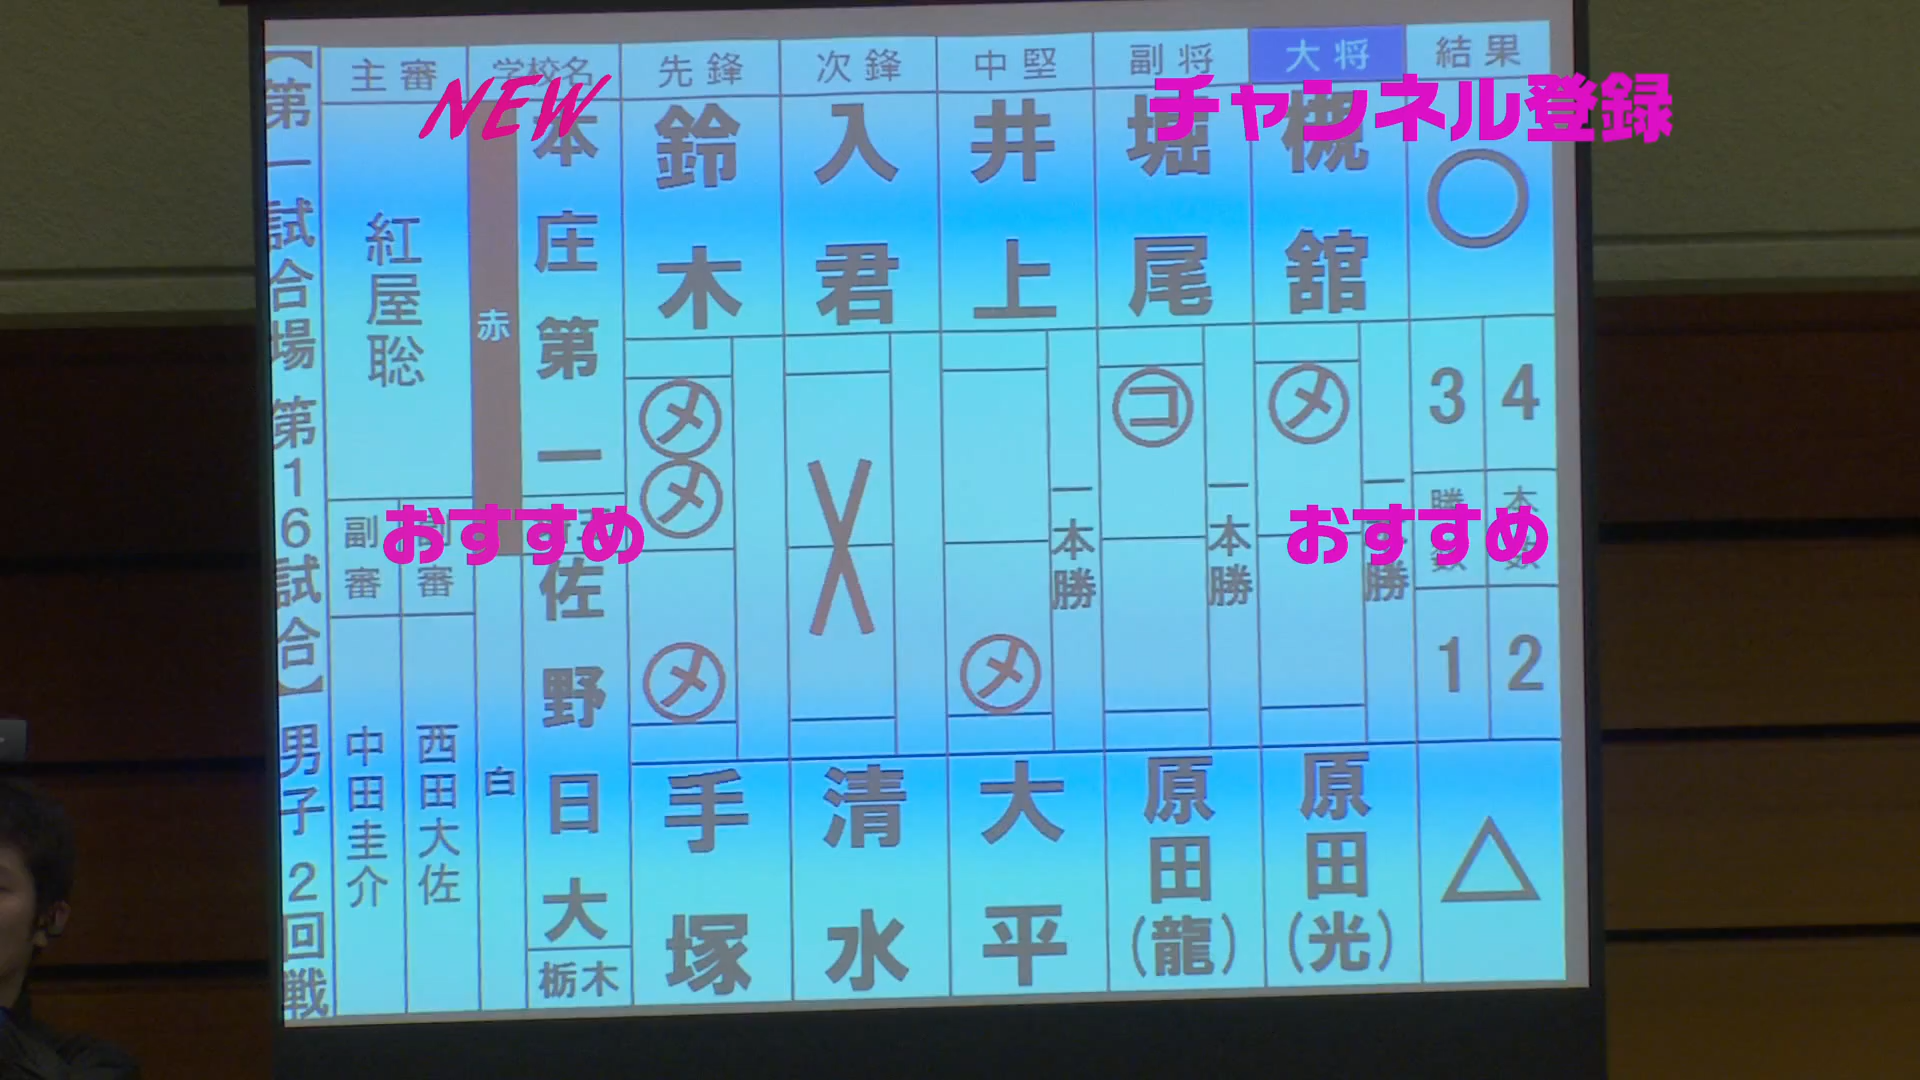 【第一試合場 第16試合】男子 2回戦
主審
学校名
先鋒
次鋒
中堅
副将
大将
結果
NEW
チャンネル登録
紅屋聡
赤
本庄第一
鈴木
入君
井上
堀尾
槻舘
○
メ
メ
コ
メ
3
4
副審
副審
おすすめ
おすすめ
一本勝
一本勝
一本勝
勝数
本数
メ
メ
1
2
中田圭介
西田大佐
白
佐野日大
栃木
手塚
清水
大平
原田(龍)
原田(光)
△